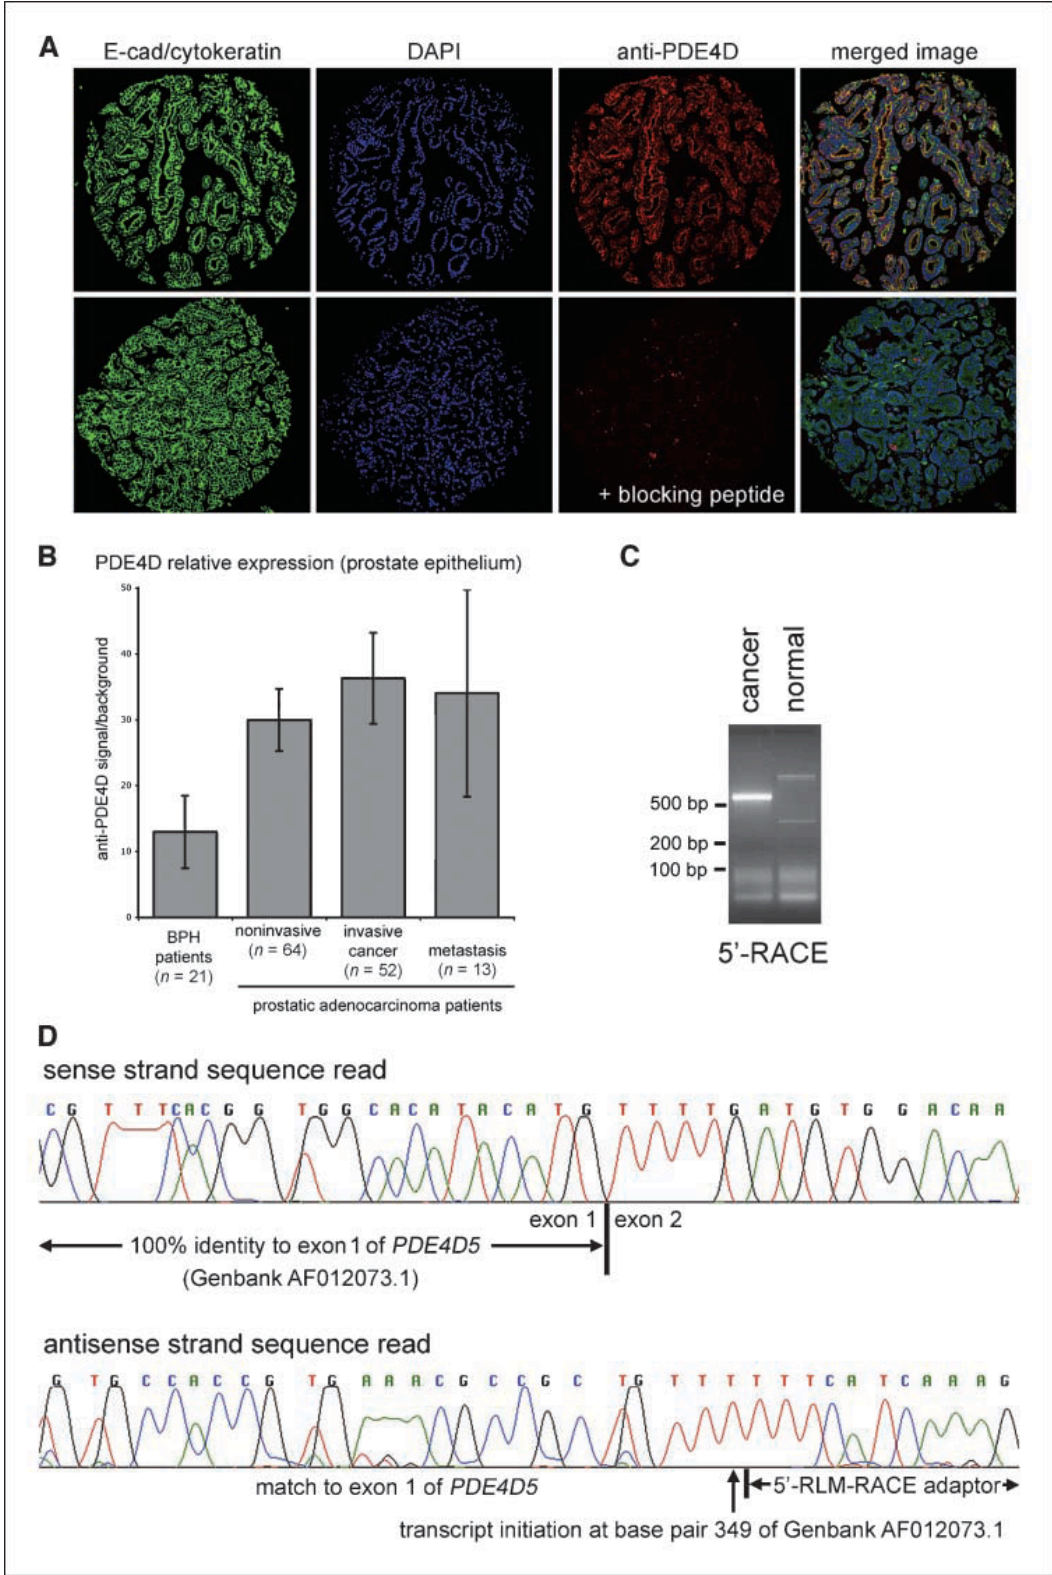 A
E-cad/cytokeratin DAPI anti-PDE4D merged image
+ blocking peptide
B
PDE4D relative expression (prostate epithelium)
anti-PDE4D signal/background
50
40
30
20
10
0
BPH patients (n = 21)
noninvasive (n = 64)
invasive cancer (n = 52)
metastasis (n = 13)
prostatic adenocarcinoma patients
C
cancer normal
500 bp
200 bp
100 bp
5'-RACE
D
sense strand sequence read
C G T T T C A C G G T G G C A C A T A C A T G T T T T G A T G T G G A C A A
exon 1 exon 2
100% identity to exon 1 of PDE4D5
(Genbank AF012073.1)
antisense strand sequence read
G T G C C A C C G T G A A A C G C C G C T G T T T T T T C A T C A A A G
match to exon 1 of PDE4D5
5'-RLM-RACE adaptor
transcript initiation at base pair 349 of Genbank AF012073.1